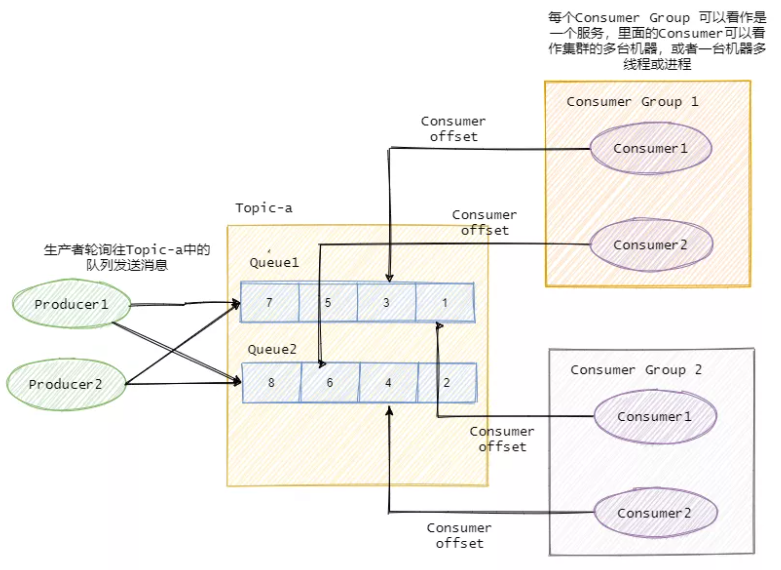 每个Consumer Group 可以看作是
一个服务，里面的Consumer可以看
作集群的多台机器，或者一台机器多
线程或进程
Consumer Group 1
Consumer
offset
Consumer1
Topic-a
Consumer
offset
Consumer2
生产者轮询往Topic-a中的
队列发送消息
Queue1
Producer1
7
5
3
1
Queue2
Consumer Group 2
Producer2
8
6
4
2
Consumer1
Consumer
offset
Consumer2
Consumer
offset